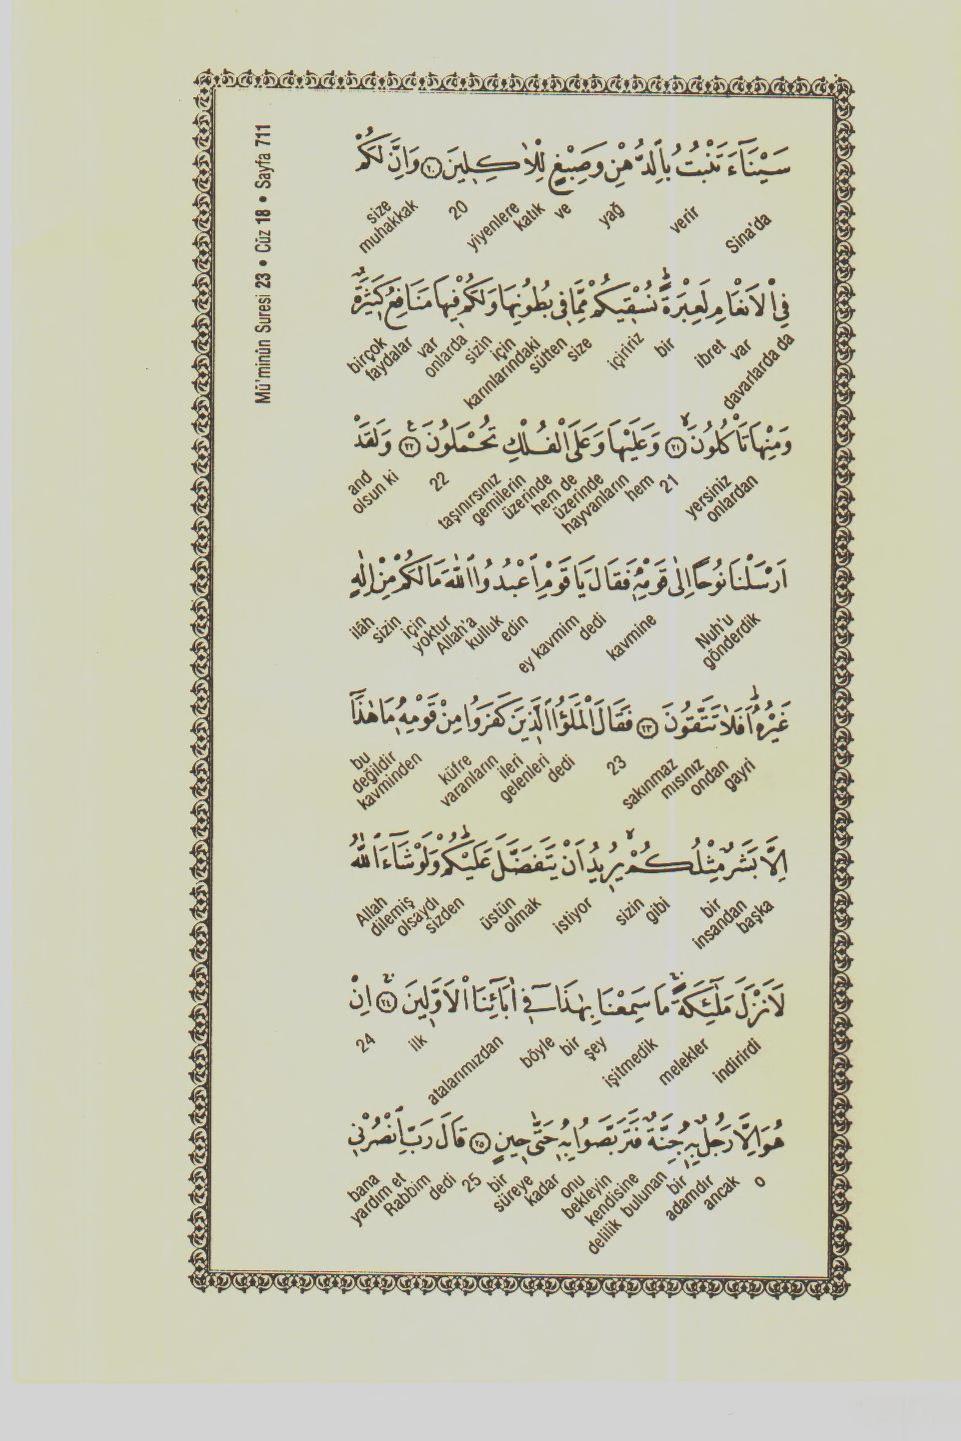 Mü'minûn Suresi 23 • Cüz 18 • Sayfa 711
سَيْنَٓاءَ تَنْبُتُ بِالدُّهْنِ وَصِبْغٍ لِلْاٰكِلٖينَ ﴿٢٠﴾ وَاِنَّ لَكُمْ
Sina'da verir yağ ve katık yiyenlere 20 muhakkak size
فِي الْاَنْعَامِ لَعِبْرَةًۜ نُسْقٖيكُمْ مِمَّا فٖي بُطُونِهَا وَلَكُمْ فٖيهَا مَنَافِعُ كَثٖيرَةٌ
davarlarda da var ibret bir içiririz size sütten karınlarındaki için sizin onlarda var faydalar birçok
وَمِنْهَا تَاْكُلُونَۙ ﴿٢١﴾ وَعَلَيْهَا وَعَلَى الْفُلْكِ تُحْمَلُونَ۟ ﴿٢٢﴾ وَلَقَدْ
onlardan yersiniz 21 hem hayvanların üzerinde hem de üzerinde gemilerin taşınırsınız 22 olsun ki and
اَرْسَلْنَا نُوحًا اِلٰى قَوْمِهٖ فَقَالَ يَا قَوْمِ اعْبُدُوا اللّٰهَ مَا لَكُمْ مِنْ اِلٰهٍ
gönderdik Nuh'u kavmine dedi ey kavmim edin kulluk Allah'a yoktur için sizin ilâh
غَيْرُهُۜ اَفَلَا تَتَّقُونَ ﴿٢٣﴾ فَقَالَ الْمَلَؤُا الَّذٖينَ كَفَرُوا مِنْ قَوْمِهٖ مَا هٰذَٓا
gayri ondan mısınız sakınmaz 23 dedi gelenleri ileri varanların küfre kavminden değildir bu
اِلَّا بَشَرٌ مِثْلُكُمْۙ يُرٖيدُ اَنْ يَتَفَضَّلَ عَلَيْكُمْۜ وَلَوْ شَٓاءَ اللّٰهُ
başka insandan bir gibi sizin istiyor olmak üstün sizden olsaydı dilemiş Allah
لَاَنْزَلَ مَلٰٓئِكَةًۚ مَا سَمِعْنَا بِهٰذَا فٖٓي اٰبَٓائِنَا الْاَوَّلٖينَۚ ﴿٢٤﴾ اِنْ
indirirdi melekler işitmedik şey bir böyle atalarımızdan ilk 24
هُوَ اِلَّا رَجُلٌ بِهٖ جِنَّةٌ فَتَرَبَّصُوا بِهٖ حَتّٰى حٖينٍ ﴿٢٥﴾ قَالَ رَبِّ انْصُرْنٖي
o ancak adamdır bir delilik bulunan kendisine bekleyin onu kadar süreye bir 25 dedi Rabbim yardım et bana